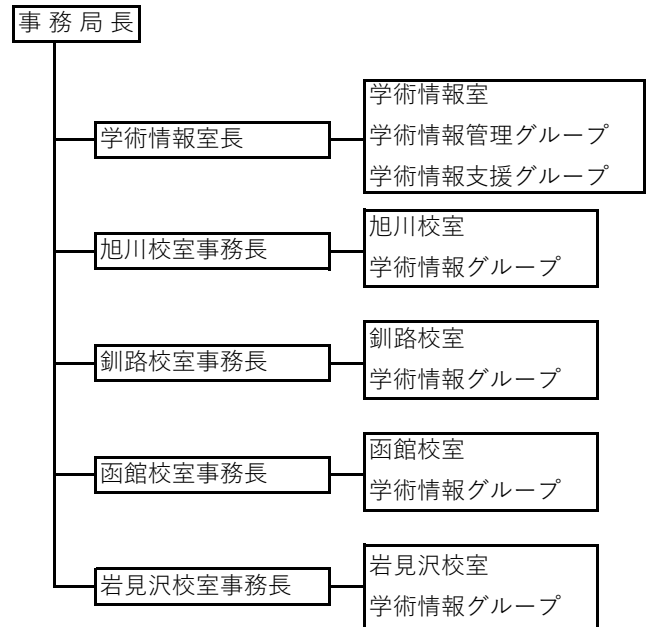 事務局長
学術情報室長
学術情報室
学術情報管理グループ
学術情報支援グループ
旭川校室事務長
旭川校室
学術情報グループ
釧路校室事務長
釧路校室
学術情報グループ
函館校室事務長
函館校室
学術情報グループ
岩見沢校室事務長
岩見沢校室
学術情報グループ